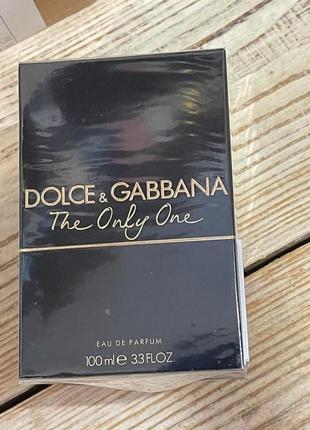 DOLCE & GABBANA
The Only One
EAU DE PARFUM
100 ml e 3.3 FL.OZ.